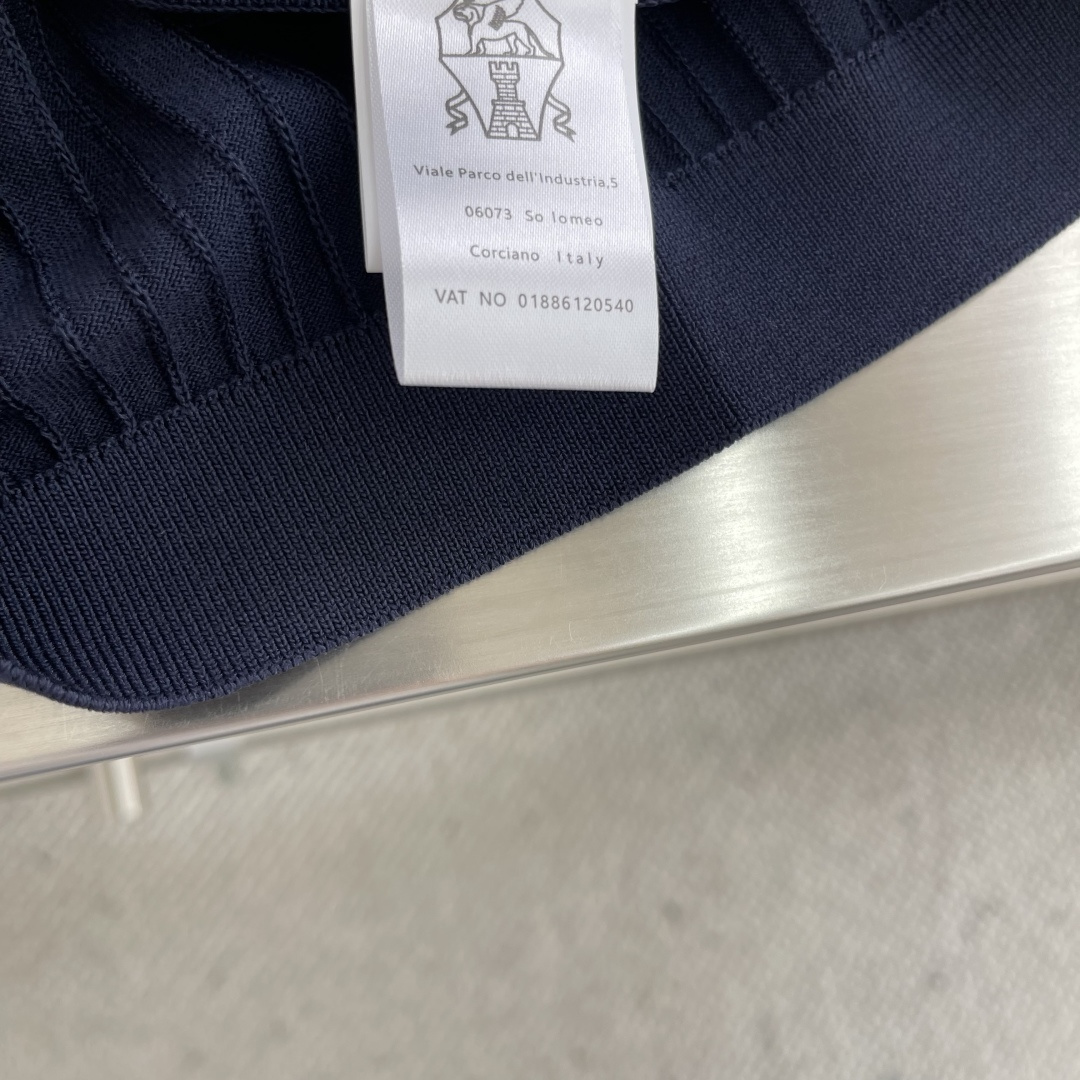 Viale Parco dell'Industria,5
06073 So lomeo
Corciano Italy
VAT NO 01886120540